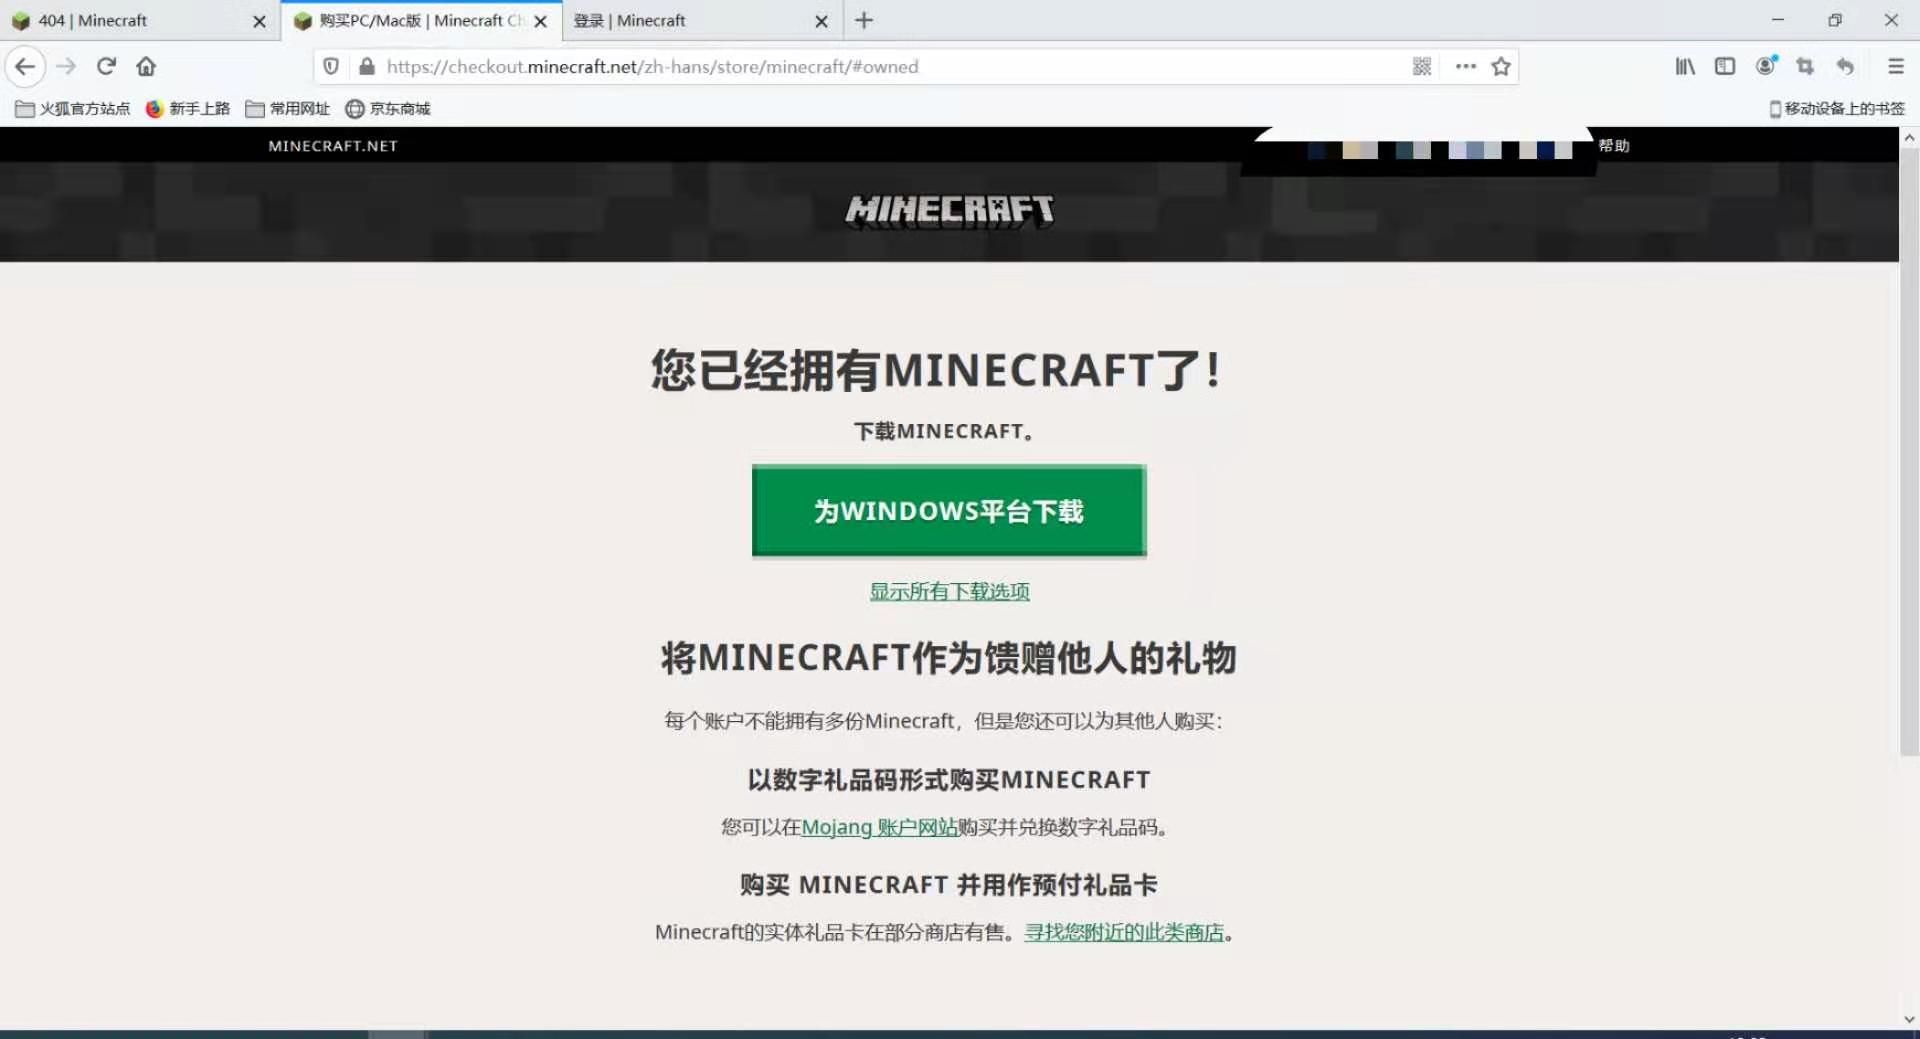 404 | Minecraft
购买PC/Mac版 | Minecraft Ch
登录 | Minecraft
https://checkout.minecraft.net/zh-hans/store/minecraft/#owned
火狐官方站点
新手上路
常用网址
京东商城
移动设备上的书签
MINECRAFT.NET
帮助
MINECRAFT
您已经拥有MINECRAFT了!
下载MINECRAFT。
为WINDOWS平台下载
显示所有下载选项
将MINECRAFT作为馈赠他人的礼物
每个账户不能拥有多份Minecraft，但是您还可以为其他人购买：
以数字礼品码形式购买MINECRAFT
您可以在Mojang 账户网站购买并兑换数字礼品码。
购买 MINECRAFT 并用作预付礼品卡
Minecraft的实体礼品卡在部分商店有售。寻找您附近的此类商店。